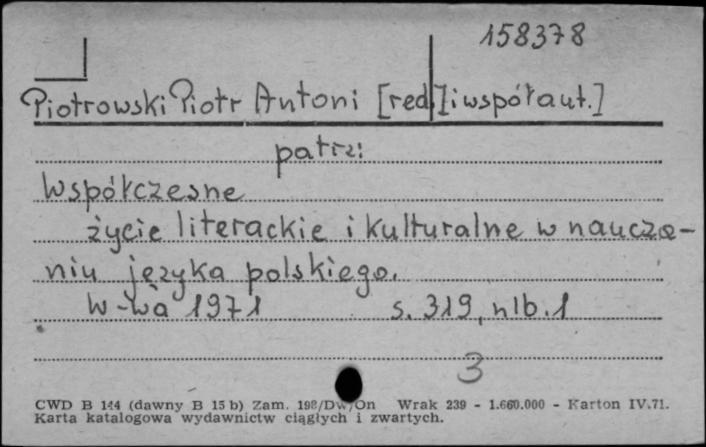 158378
Piotrowski Piotr Antoni [red.] [i współaut.]
patrz:
Współczesne
życie literackie i kulturalne w naucza-
niu języka polskiego.
W-wa 1971 s. 319, nlb. 1
3
CWD B 144 (dawny B 15 b) Zam. 198/Dw/On Wrak 239 - 1.660.000 - Karton IV.71.
Karta katalogowa wydawnictw ciągłych i zwartych.